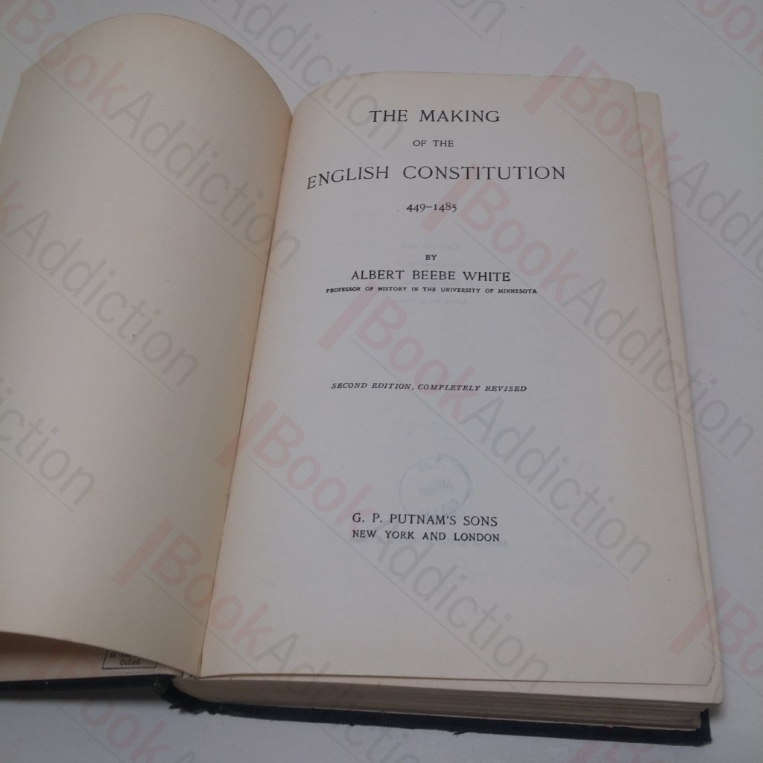 THE MAKING
OF THE
ENGLISH CONSTITUTION
449-1485
BY
ALBERT BEEBE WHITE
PROFESSOR OF HISTORY IN THE UNIVERSITY OF MINNESOTA
SECOND EDITION, COMPLETELY REVISED
G. P. PUTNAM'S SONS
NEW YORK AND LONDON
BookAddiction